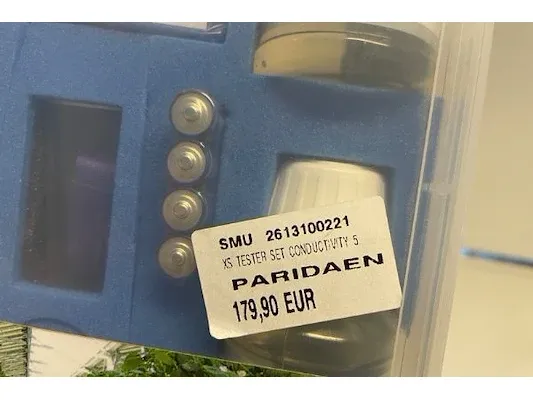 SMU 2613100221
XS TESTER SET CONDUCTIVITY 5
PARIDAEN
179,90 EUR